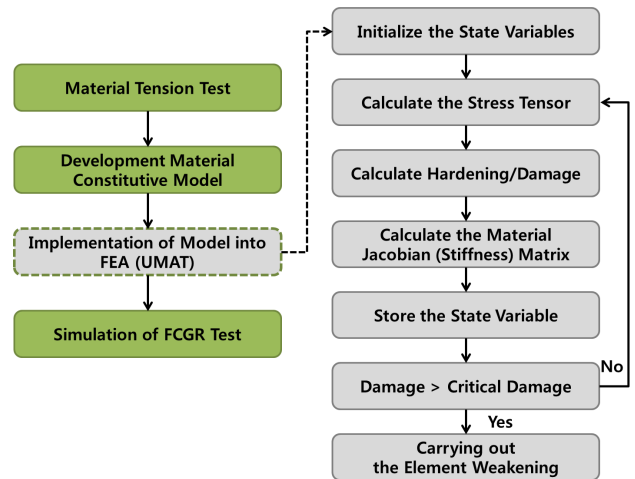 Material Tension Test
Development Material
Constitutive Model
Implementation of Model into
FEA (UMAT)
Simulation of FCGR Test
Initialize the State Variables
Calculate the Stress Tensor
Calculate Hardening/Damage
Calculate the Material
Jacobian (Stiffness) Matrix
Store the State Variable
Damage > Critical Damage
No
Yes
Carrying out
the Element Weakening